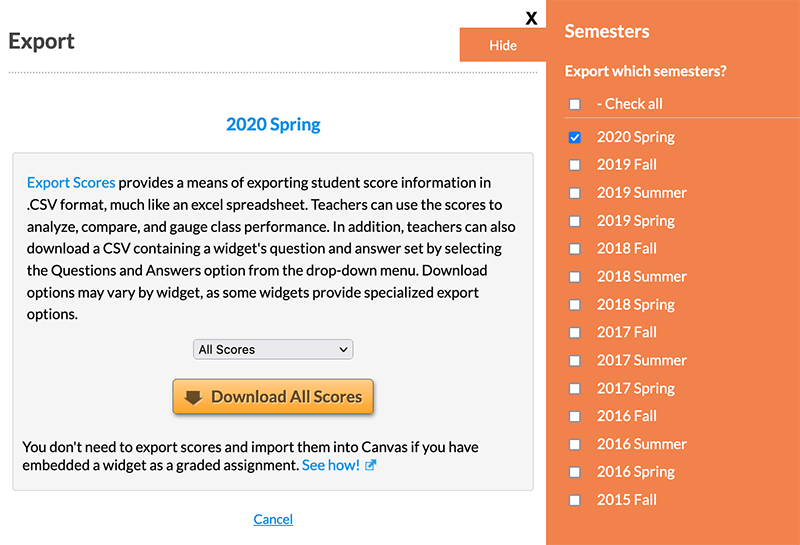 Export
X
Hide
2020 Spring
Export Scores provides a means of exporting student score information in
.CSV format, much like an excel spreadsheet. Teachers can use the scores to
analyze, compare, and gauge class performance. In addition, teachers can also
download a CSV containing a widget's question and answer set by selecting
the Questions and Answers option from the drop-down menu. Download
options may vary by widget, as some widgets provide specialized export
options.
All Scores
Download All Scores
You don't need to export scores and import them into Canvas if you have
embedded a widget as a graded assignment. See how!
Cancel
Semesters
Export which semesters?
- Check all
2020 Spring
2019 Fall
2019 Summer
2019 Spring
2018 Fall
2018 Summer
2018 Spring
2017 Fall
2017 Summer
2017 Spring
2016 Fall
2016 Summer
2016 Spring
2015 Fall